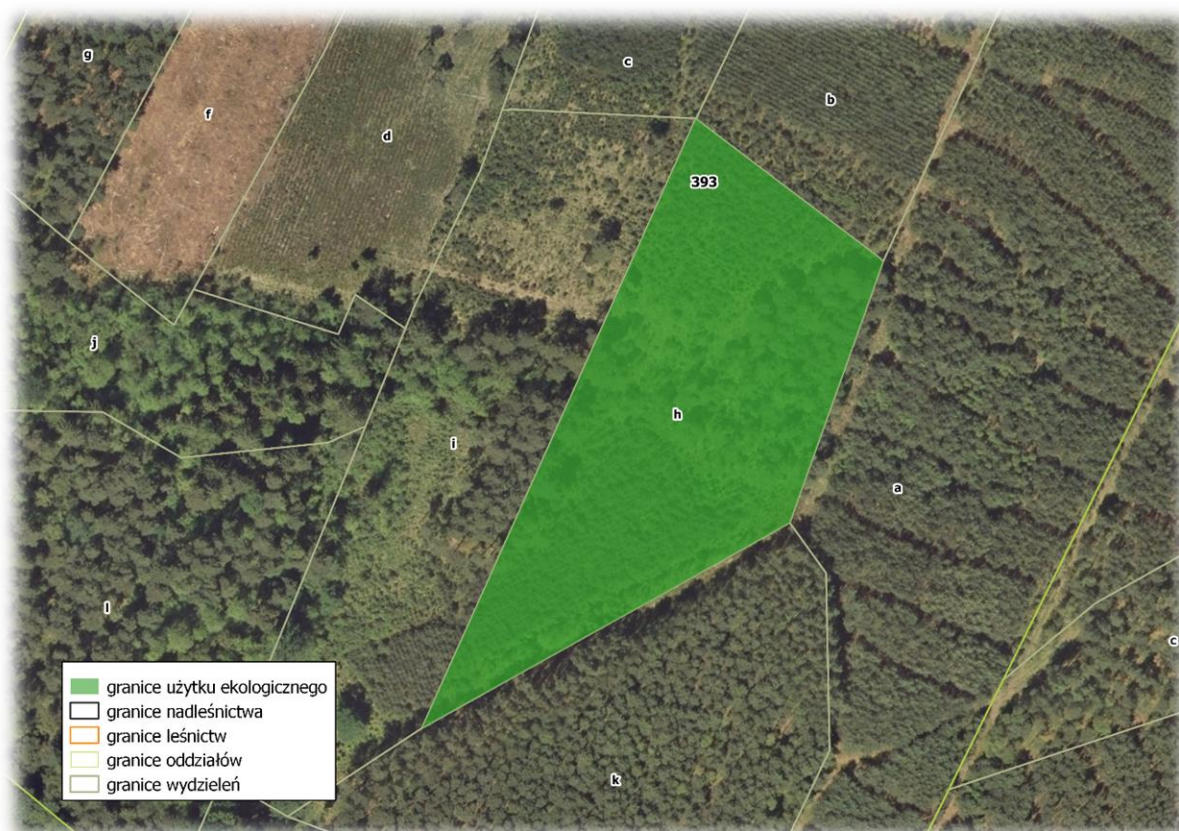 g
f
d
c
b
393
j
h
i
a
l
c
k
granice użytku ekologicznego
granice nadleśnictwa
granice leśnictw
granice oddziałów
granice wydzieleń